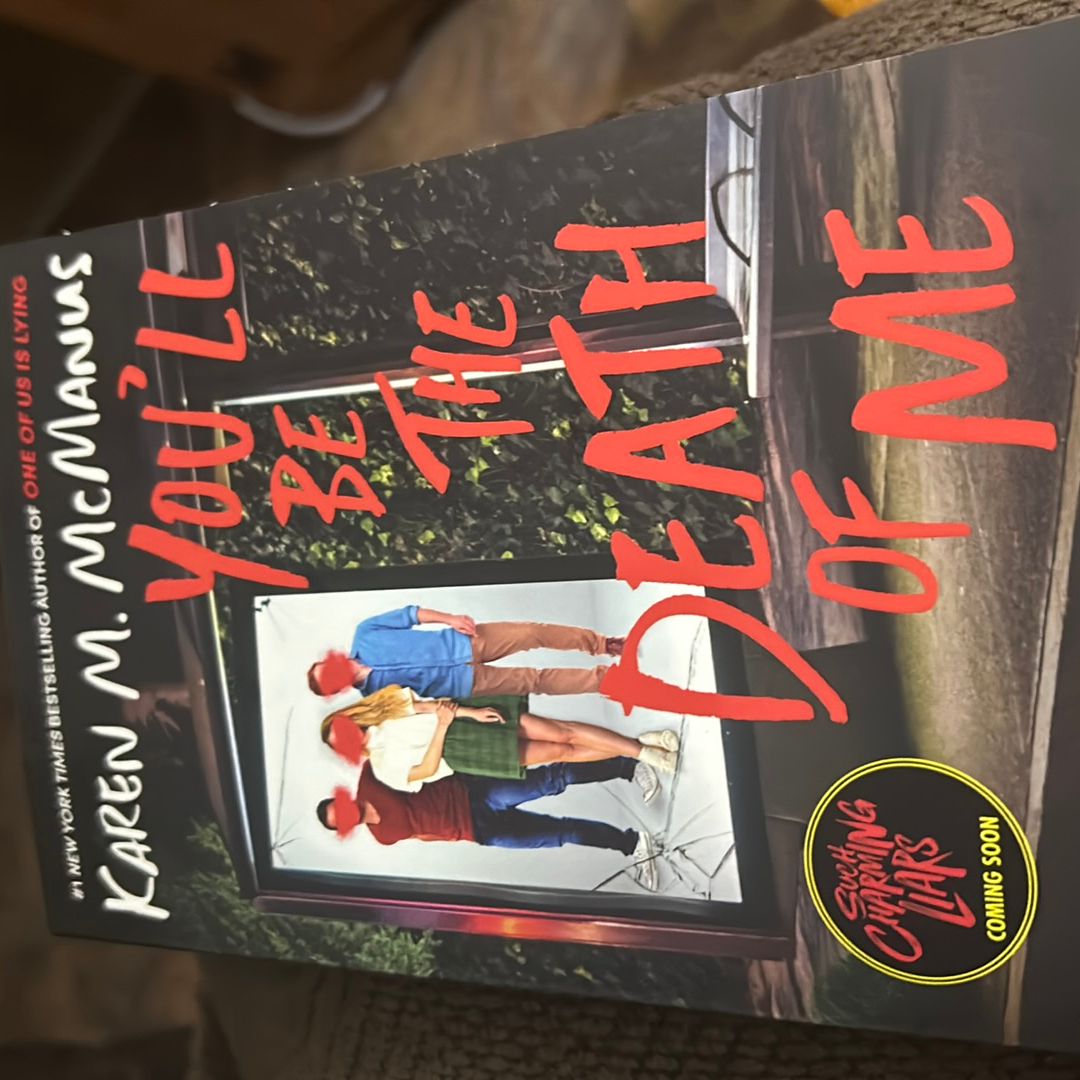 #1 NEW YORK TIMES BESTSELLING AUTHOR OF ONE OF US IS LYING
KAREN M. MCMANUS
YOU'LL
BE
THE
DEATH
OF ME
SUCH
CHARMING
LIARS
COMING SOON